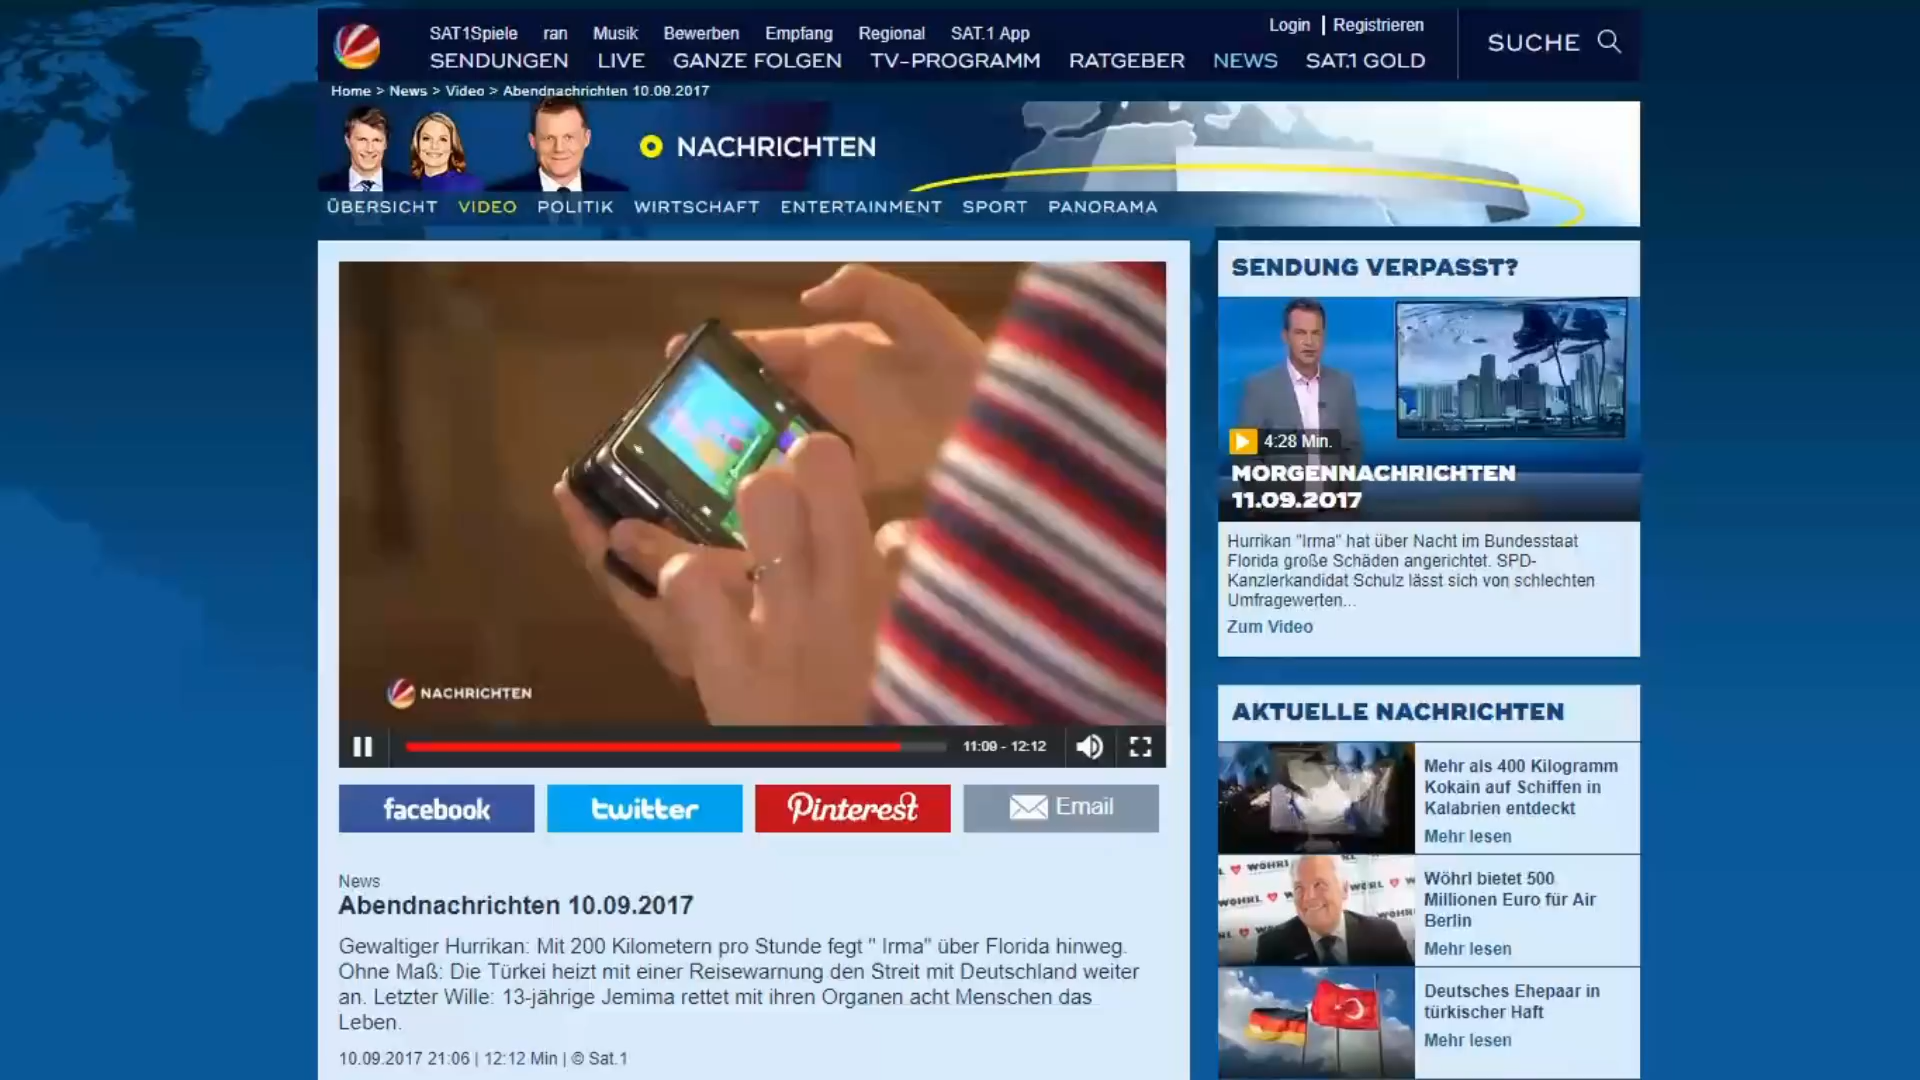 SAT1Spiele ran Musik Bewerben Empfang Regional SAT.1 App
Login | Registrieren
SENDUNGEN LIVE GANZE FOLGEN TV-PROGRAMM RATGEBER NEWS SAT.1 GOLD
SUCHE
Home > News > Video > Abendnachrichten 10.09.2017
NACHRICHTEN
ÜBERSICHT VIDEO POLITIK WIRTSCHAFT ENTERTAINMENT SPORT PANORAMA
NACHRICHTEN
11:09 - 12:12
facebook twitter Pinterest Email
News
Abendnachrichten 10.09.2017
Gewaltiger Hurrikan: Mit 200 Kilometern pro Stunde fegt " Irma" über Florida hinweg.
Ohne Maß: Die Türkei heizt mit einer Reisewarnung den Streit mit Deutschland weiter
an. Letzter Wille: 13-jährige Jemima rettet mit ihren Organen acht Menschen das
Leben.
10.09.2017 21:06 | 12:12 Min | © Sat.1
SENDUNG VERPASST?
4:28 Min.
MORGENNACHRICHTEN
11.09.2017
Hurrikan "Irma" hat über Nacht im Bundesstaat
Florida große Schäden angerichtet. SPD-
Kanzlerkandidat Schulz lässt sich von schlechten
Umfragewerten...
Zum Video
AKTUELLE NACHRICHTEN
Mehr als 400 Kilogramm
Kokain auf Schiffen in
Kalabrien entdeckt
Mehr lesen
WÖHRL
Wöhrl bietet 500
Millionen Euro für Air
Berlin
Mehr lesen
Deutsches Ehepaar in
türkischer Haft
Mehr lesen